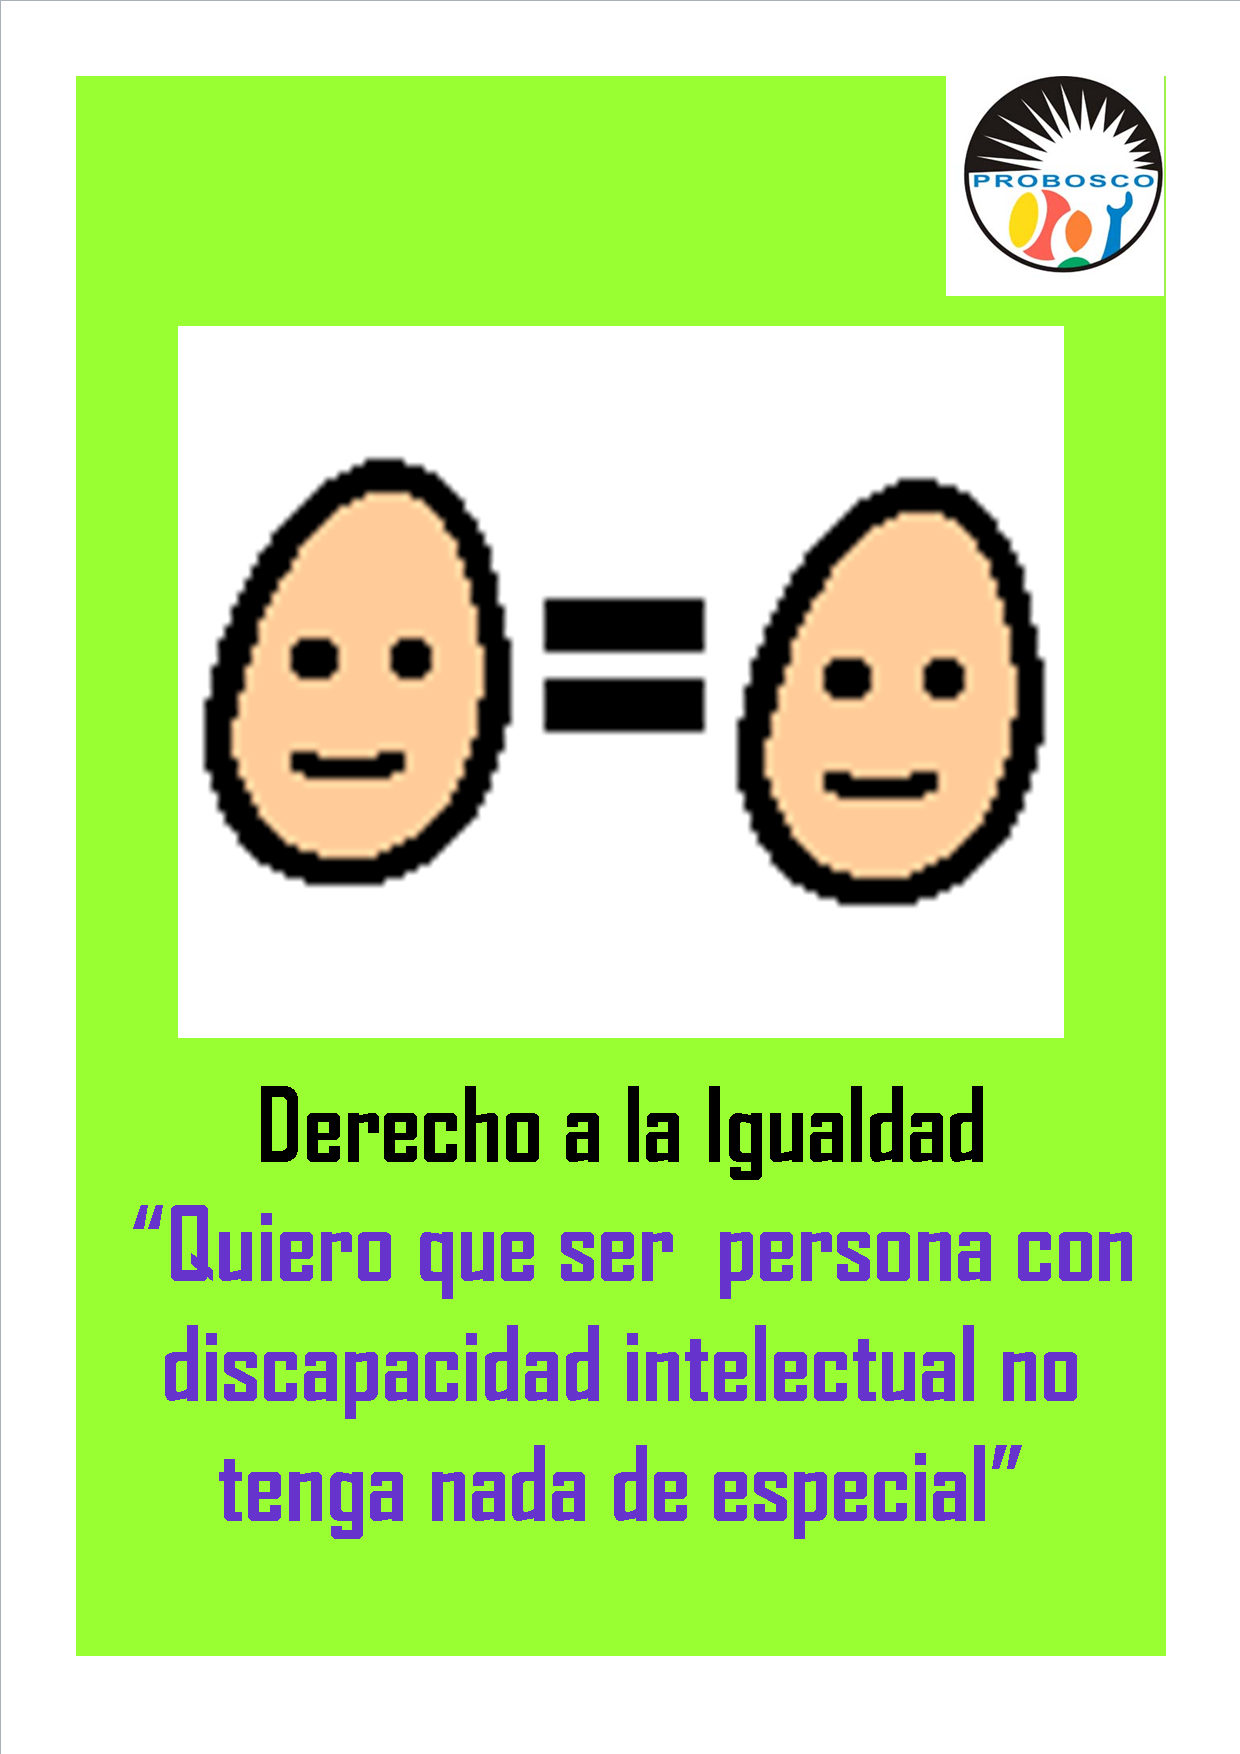 PROBOSCO
Derecho a la Igualdad
“Quiero que ser  persona con
discapacidad intelectual no
tenga nada de especial”